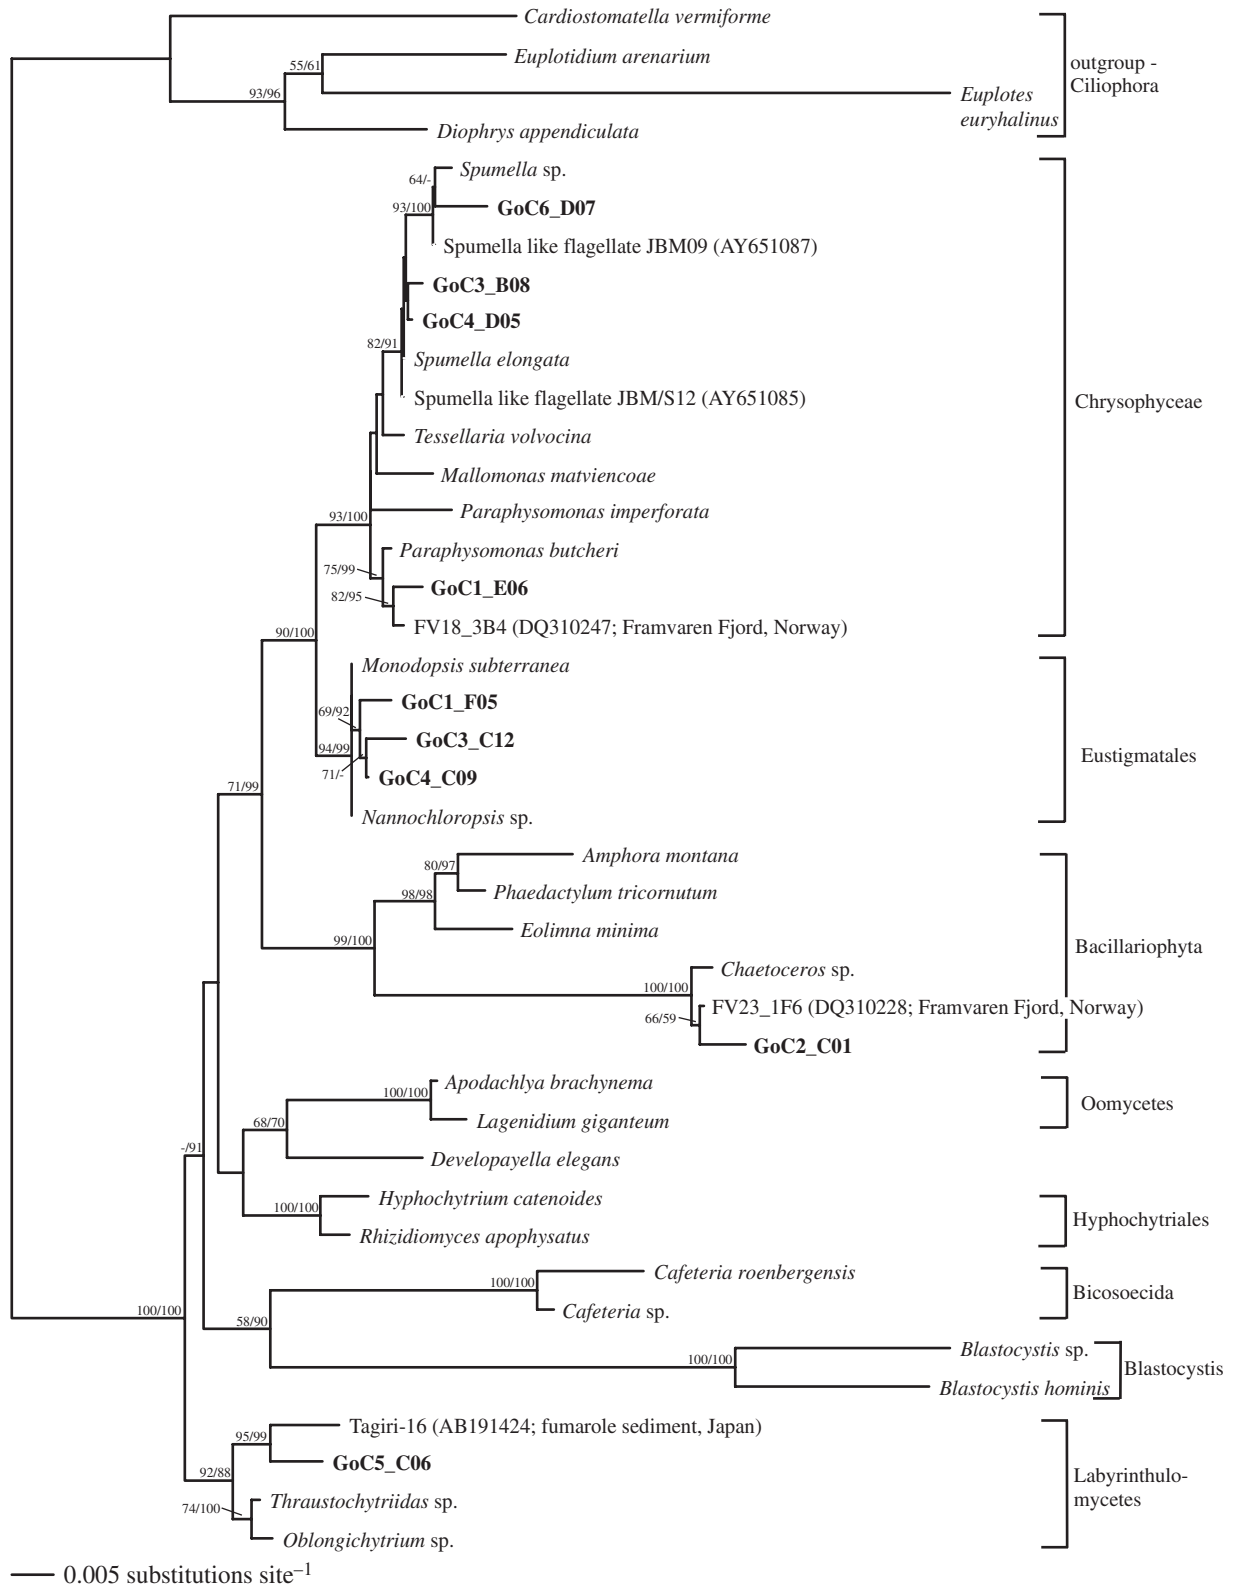 Cardiostomatella vermiforme
Euplotidium arenarium
55/61
outgroup -
Ciliophora
93/96
Euplotes
euryhalinus
Diophrys appendiculata
Spumella sp.
64/-
GoC6_D07
93/100
Spumella like flagellate JBM09 (AY651087)
GoC3_B08
GoC4_D05
82/91
Spumella elongata
Spumella like flagellate JBM/S12 (AY651085)
Chrysophyceae
Tessellaria volvocina
Mallomonas matviencoae
Paraphysomonas imperforata
93/100
Paraphysomonas butcheri
75/99
GoC1_E06
82/95
FV18_3B4 (DQ310247; Framvaren Fjord, Norway)
90/100
Monodopsis subterranea
GoC1_F05
69/92
GoC3_C12
94/99
Eustigmatales
71/-
GoC4_C09
71/99
Nannochloropsis sp.
Amphora montana
80/97
Phaedactylum tricornutum
98/98
Eolimna minima
99/100
Bacillariophyta
Chaetoceros sp.
100/100
FV23_1F6 (DQ310228; Framvaren Fjord, Norway)
66/59
GoC2_C01
Apodachlya brachynema
100/100
Oomycetes
Lagenidium giganteum
68/70
-/91
Developayella elegans
Hyphochytrium catenoides
100/100
Hyphochytriales
Rhizidiomyces apophysatus
Cafeteria roenbergensis
100/100
Bicosoecida
Cafeteria sp.
100/100
58/90
Blastocystis sp.
100/100
Blastocystis
Blastocystis hominis
Tagiri-16 (AB191424; fumarole sediment, Japan)
95/99
GoC5_C06
92/88
Labyrinthulo-
mycetes
Thraustochytriidas sp.
74/100
Oblongichytrium sp.
0.005 substitutions site–1